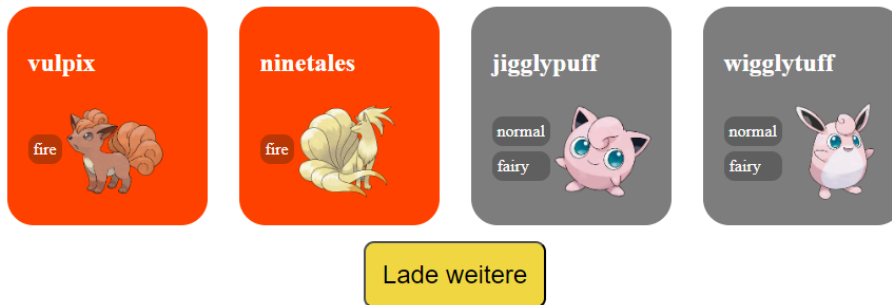 vulpix
fire
ninetales
fire
jigglypuff
normal
fairy
wigglytuff
normal
fairy
Lade weitere